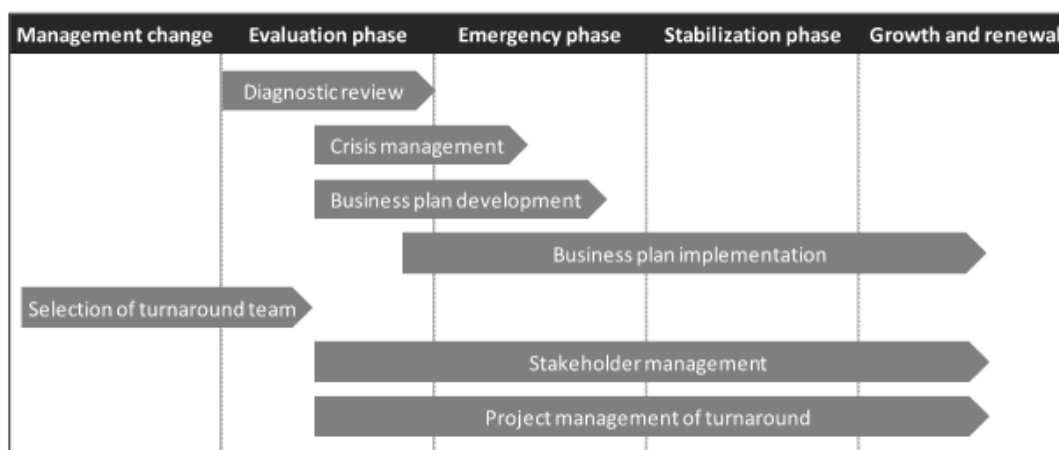 Management change Evaluation phase Emergency phase Stabilization phase Growth and renewal
Diagnostic review
Crisis management
Business plan development
Business plan implementation
Selection of turnaround team
Stakeholder management
Project management of turnaround